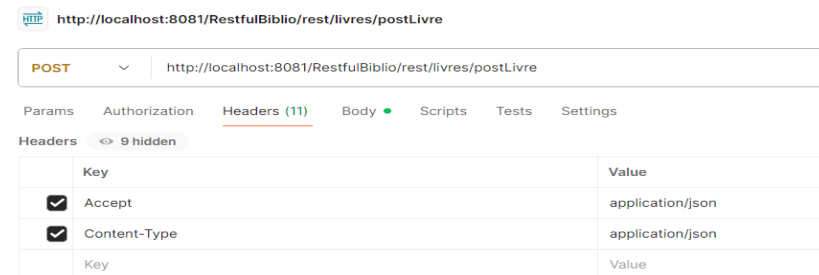 HTTP http://localhost:8081/RestfulBiblio/rest/livres/postLivre
POST http://localhost:8081/RestfulBiblio/rest/livres/postLivre
Params Authorization Headers (11) Body Scripts Tests Settings
Headers 9 hidden
Key Value
Accept application/json
Content-Type application/json
Key Value